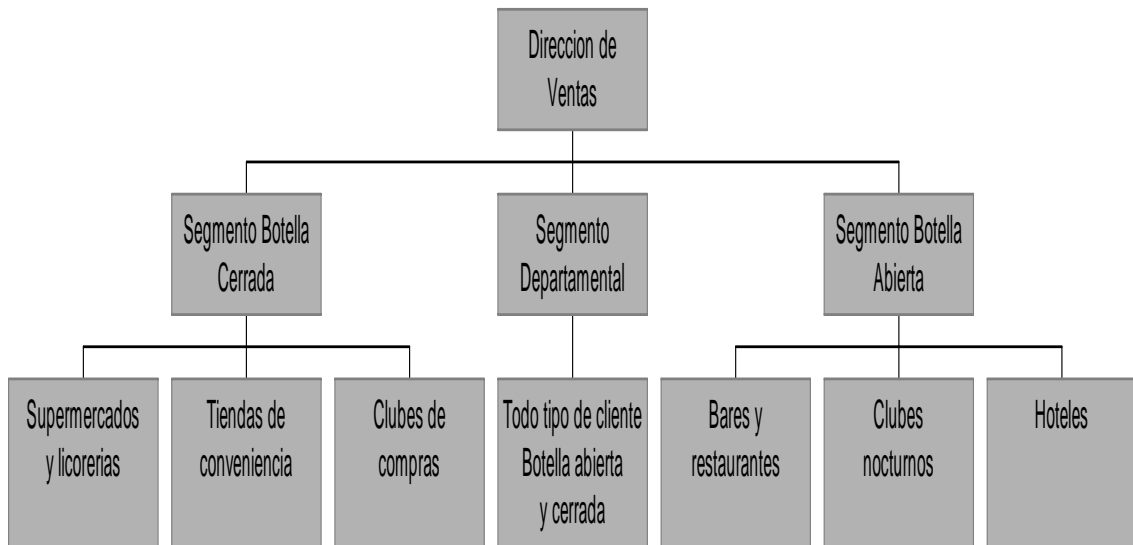 Direccion de
Ventas
Segmento Botella
Cerrada
Segmento
Departamental
Segmento Botella
Abierta
Supermercados
y licorerias
Tiendas de
conveniencia
Clubes de
compras
Todo tipo de cliente
Botella abierta
y cerrada
Bares y
restaurantes
Clubes
nocturnos
Hoteles